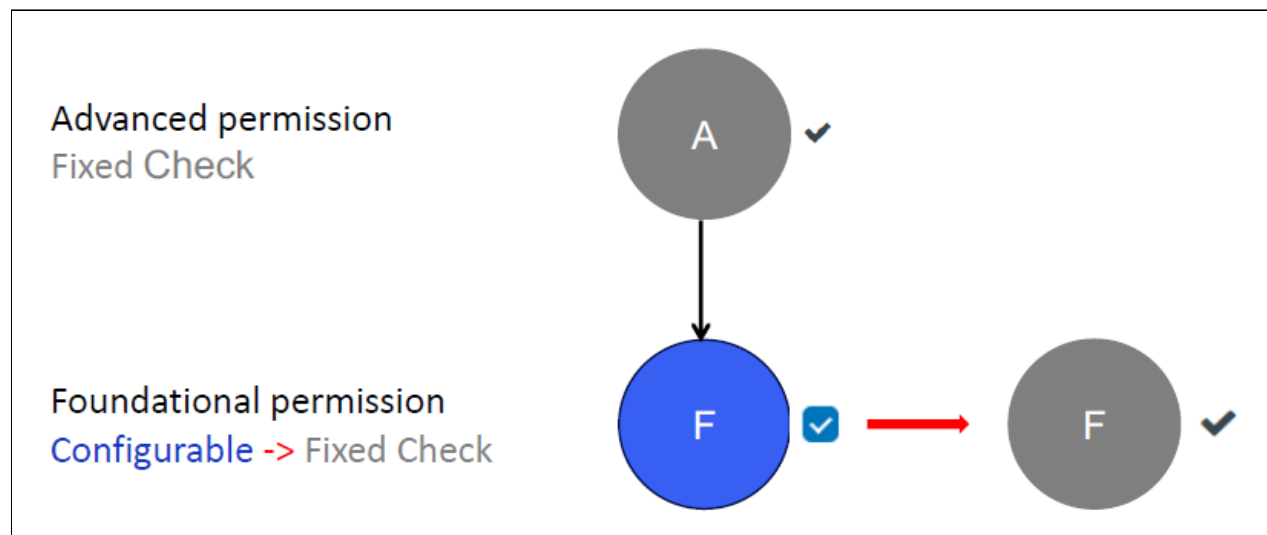 Advanced permission
Fixed Check
A
Foundational permission
Configurable -> Fixed Check
F
F